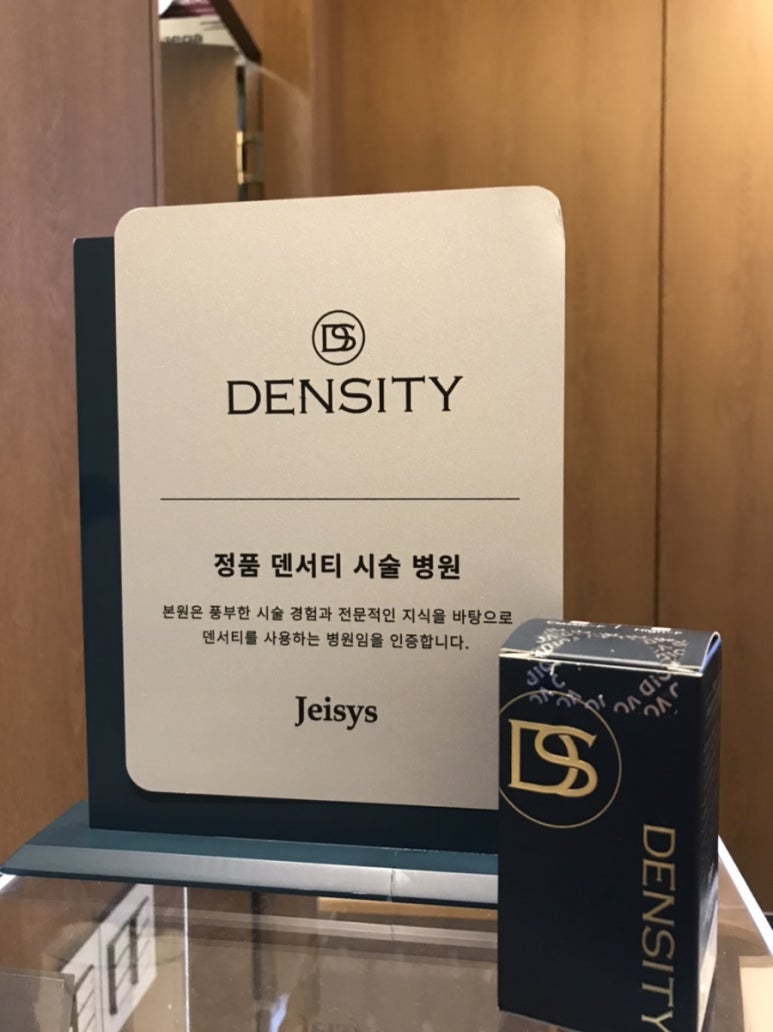 DS
DENSITY
정품 덴서티 시술 병원
본원은 풍부한 시술 경험과 전문적인 지식을 바탕으로
덴서티를 사용하는 병원임을 인증합니다.
Jeisys
VOID VOID
DS
DENSITY